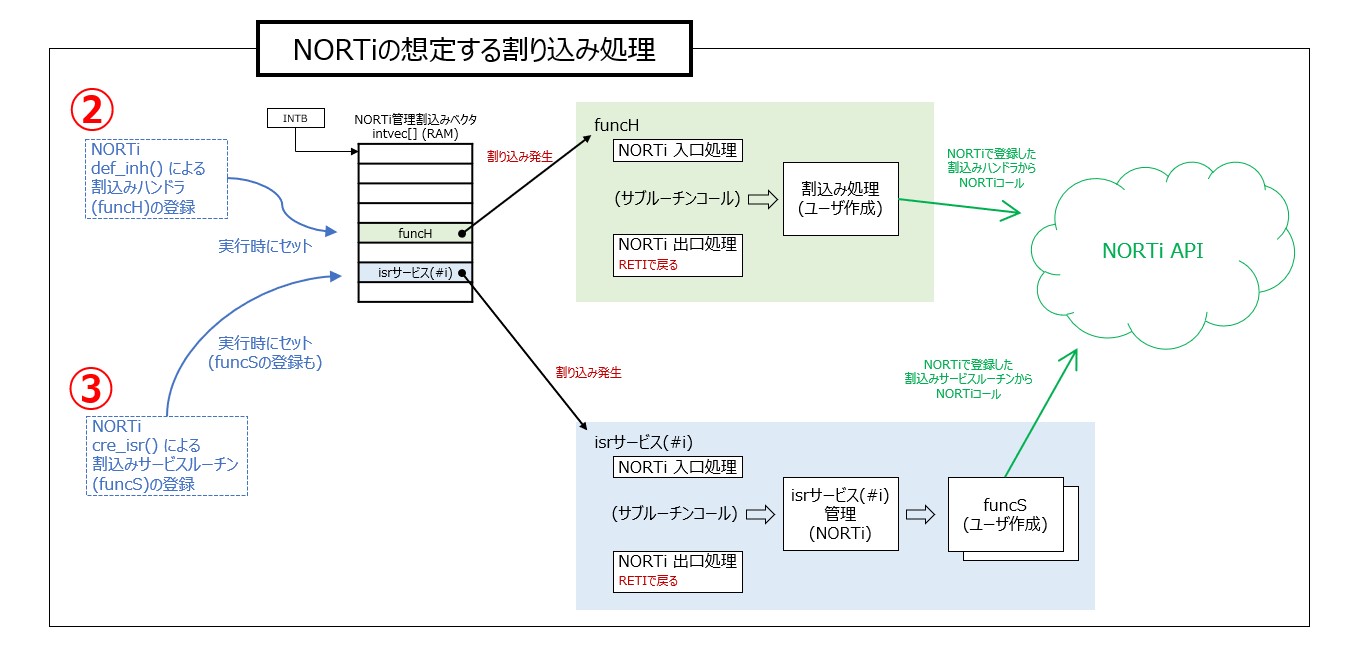 NORTiの想定する割り込み処理
②
NORTi
def_inh() による
割込みハンドラ
(funcH)の登録
実行時にセット
INTB
NORTi管理割込みベクタ
intvec[] (RAM)
funcH
isrサービス(#i)
③
実行時にセット
(funcSの登録も)
NORTi
cre_isr() による
割込みサービスルーチン
(funcS)の登録
割り込み発生
funcH
NORTi 入口処理
(サブルーチンコール)
割込み処理
(ユーザ作成)
NORTi 出口処理
RETIで戻る
NORTiで登録した
割込みハンドラから
NORTiコール
NORTi API
割り込み発生
NORTiで登録した
割込みサービスルーチンから
NORTiコール
isrサービス(#i)
NORTi 入口処理
(サブルーチンコール)
isrサービス(#i)
管理
(NORTi)
funcS
(ユーザ作成)
NORTi 出口処理
RETIで戻る